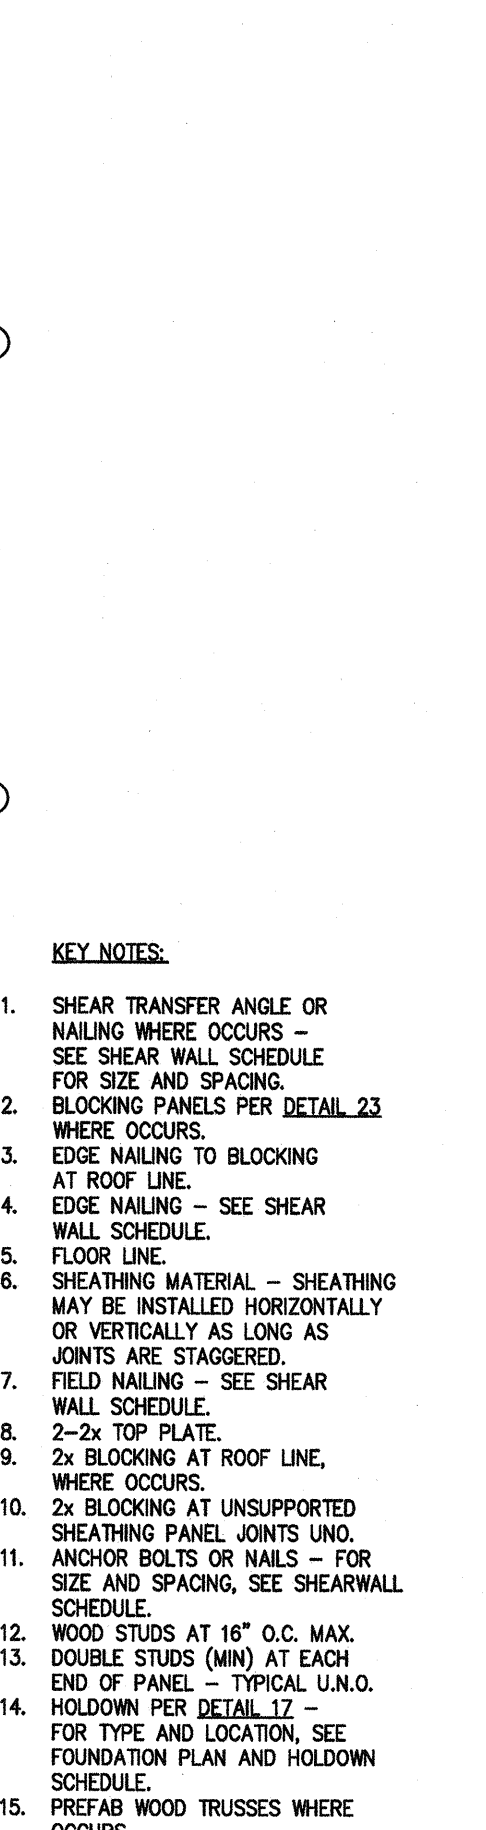 KEY NOTES:
1. SHEAR TRANSFER ANGLE OR
NAILING WHERE OCCURS –
SEE SHEAR WALL SCHEDULE
FOR SIZE AND SPACING.
2. BLOCKING PANELS PER DETAIL 23
WHERE OCCURS.
3. EDGE NAILING TO BLOCKING
AT ROOF LINE.
4. EDGE NAILING – SEE SHEAR
WALL SCHEDULE.
5. FLOOR LINE.
6. SHEATHING MATERIAL – SHEATHING
MAY BE INSTALLED HORIZONTALLY
OR VERTICALLY AS LONG AS
JOINTS ARE STAGGERED.
7. FIELD NAILING – SEE SHEAR
WALL SCHEDULE.
8. 2–2x TOP PLATE.
9. 2x BLOCKING AT ROOF LINE,
WHERE OCCURS.
10. 2x BLOCKING AT UNSUPPORTED
SHEATHING PANEL JOINTS UNO.
11. ANCHOR BOLTS OR NAILS – FOR
SIZE AND SPACING, SEE SHEARWALL
SCHEDULE.
12. WOOD STUDS AT 16" O.C. MAX.
13. DOUBLE STUDS (MIN) AT EACH
END OF PANEL – TYPICAL U.N.O.
14. HOLDOWN PER DETAIL 17 –
FOR TYPE AND LOCATION, SEE
FOUNDATION PLAN AND HOLDOWN
SCHEDULE.
15. PREFAB WOOD TRUSSES WHERE
OCCURS